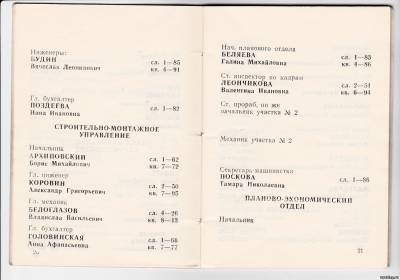 Инженеры:
БУДИН сл. 1—85
Вячеслав Леонидович кв. 4—91
Гл. бухгалтер
ПОЗДЕЕВА сл. 1—82
Нина Ивановна
СТРОИТЕЛЬНО-МОНТАЖНОЕ
УПРАВЛЕНИЕ
Начальник
АРХИПОВСКИЙ сл. 1—62
Борис Михайлович кв. 7—72
Гл. инженер
КОРОВИН сл. 2—50
Александр Григорьевич кв. 7—95
Гл. механик
БЕЛОГЛАЗОВ сл. 4—26
Владислав Васильевич кв. 8—13
Гл. бухгалтер
ГОЛОВИНСКАЯ сл. 1—66
Анна Афанасьевна кв. 7—77
20
Нач. планового отдела
БЕЛЯЕВА сл. 1—83
Галина Михайловна кв. 4—86
Ст. инспектор по кадрам
ЛЕОНЧИКОВА сл. 2—54
Валентина Ивановна кв. 6—94
Ст. прораб, он же
начальник участка № 2
Механик участка № 2
Секретарь-машинистка
НОСКОВА сл. 1—86
Тамара Николаевна
ПЛАНОВО-ЭКОНОМИЧЕСКИЙ
ОТДЕЛ
Начальник
21